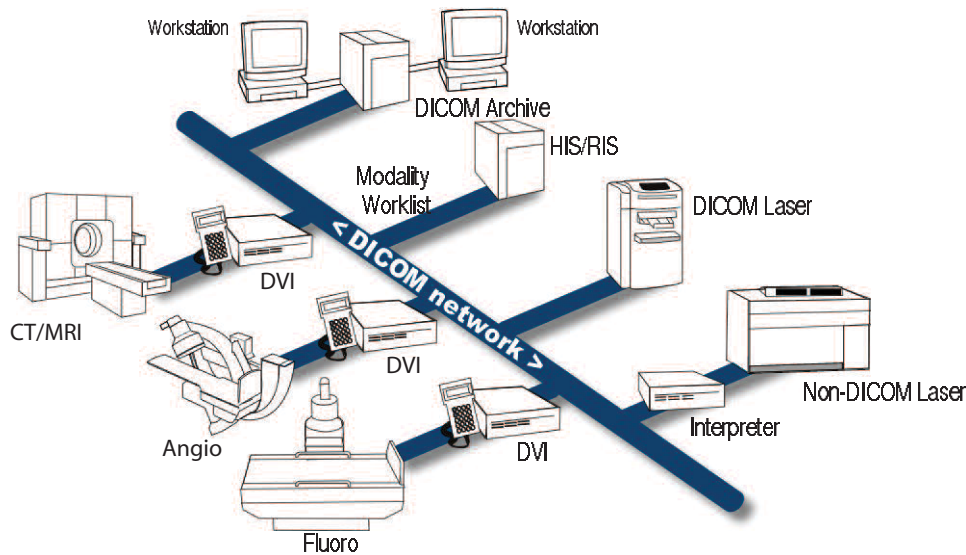 Workstation
Workstation
DICOM Archive
HIS/RIS
Modality
Worklist
DICOM Laser
< DICOM network >
DVI
CT/MRI
DVI
Angio
DVI
Fluoro
Non-DICOM Laser
Interpreter